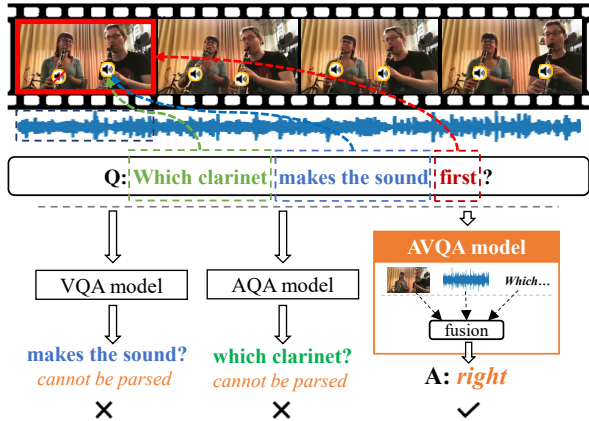 Q: Which clarinet makes the sound first ?
VQA model
AQA model
AVQA model
Which...
fusion
makes the sound?
cannot be parsed
which clarinet?
cannot be parsed
A: right